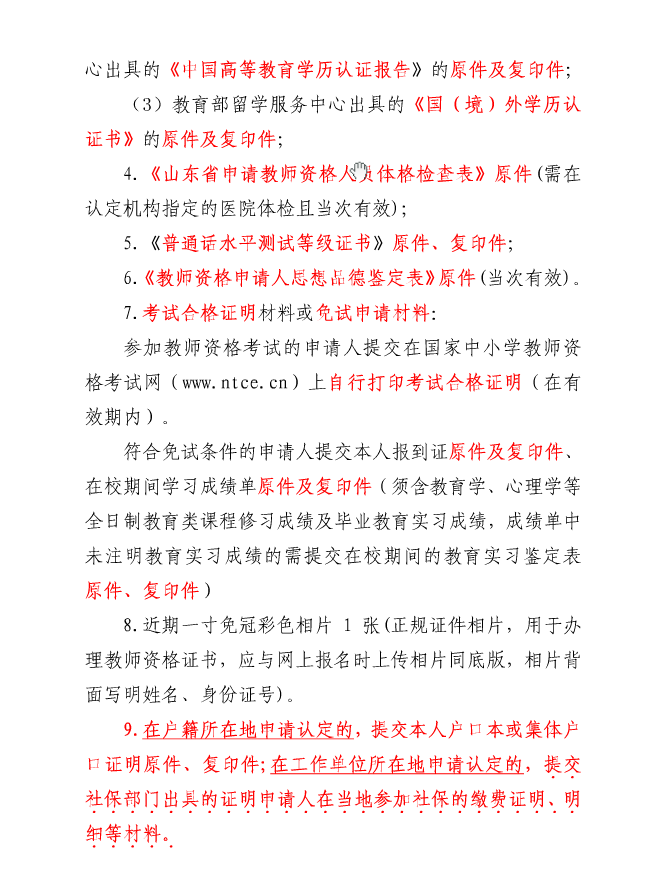 心出具的《中国高等教育学历认证报告》的原件及复印件；
（3）教育部留学服务中心出具的《国（境）外学历认
证书》的原件及复印件；
4.《山东省申请教师资格人员体格检查表》原件(需在
认定机构指定的医院体检且当次有效)；
5.《普通话水平测试等级证书》原件、复印件；
6.《教师资格申请人思想品德鉴定表》原件(当次有效)。
7.考试合格证明材料或免试申请材料：
参加教师资格考试的申请人提交在国家中小学教师资
格考试网（www.ntce.cn）上自行打印考试合格证明（在有
效期内）。
符合免试条件的申请人提交本人报到证原件及复印件、
在校期间学习成绩单原件及复印件（须含教育学、心理学等
全日制教育类课程修习成绩及毕业教育实习成绩，成绩单中
未注明教育实习成绩的需提交在校期间的教育实习鉴定表
原件、复印件）
8.近期一寸免冠彩色相片 1 张(正规证件相片，用于办
理教师资格证书，应与网上报名时上传相片同底版，相片背
面写明姓名、身份证号)。
9.在户籍所在地申请认定的，提交本人户口本或集体户
口证明原件、复印件;在工作单位所在地申请认定的，提交
社保部门出具的证明申请人在当地参加社保的缴费证明、明
细等材料。